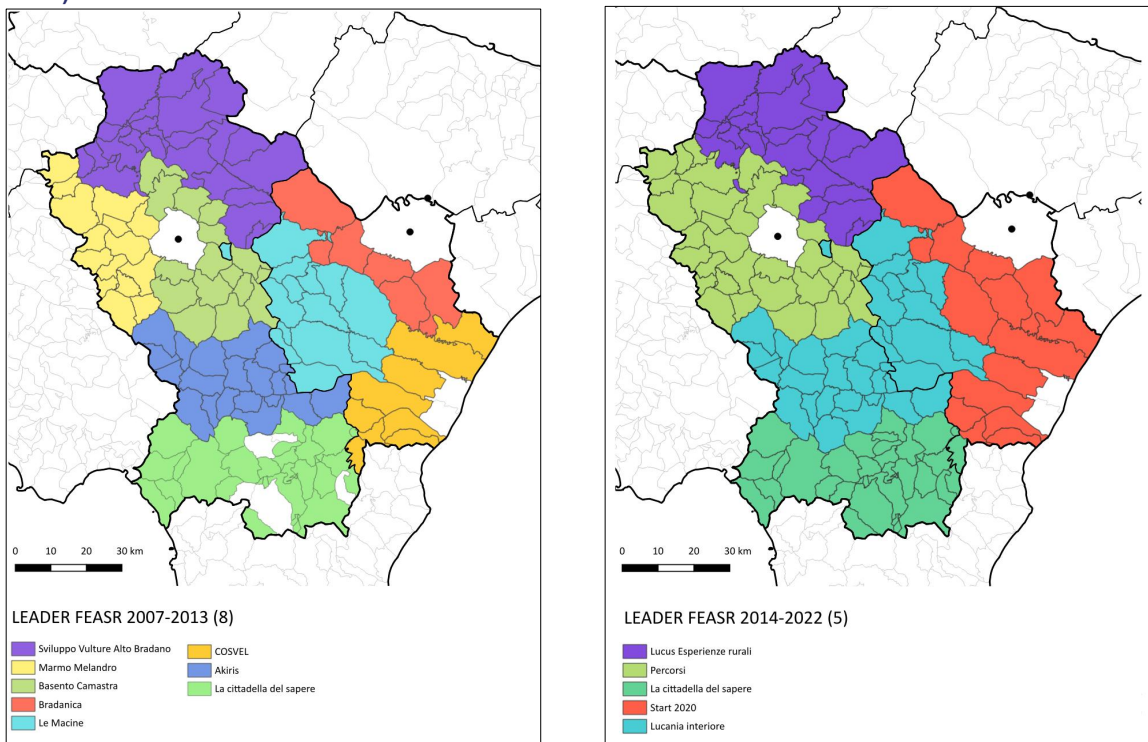 0 10 20 30 km
LEADER FEASR 2007-2013 (8)
Sviluppo Vulture Alto Bradano
Marmo Melandro
Basento Camastra
Bradanica
Le Macine
COSVEL
Akiris
La cittadella del sapere
0 10 20 30 km
LEADER FEASR 2014-2022 (5)
Lucus Esperienze rurali
Percorsi
La cittadella del sapere
Start 2020
Lucania interiore